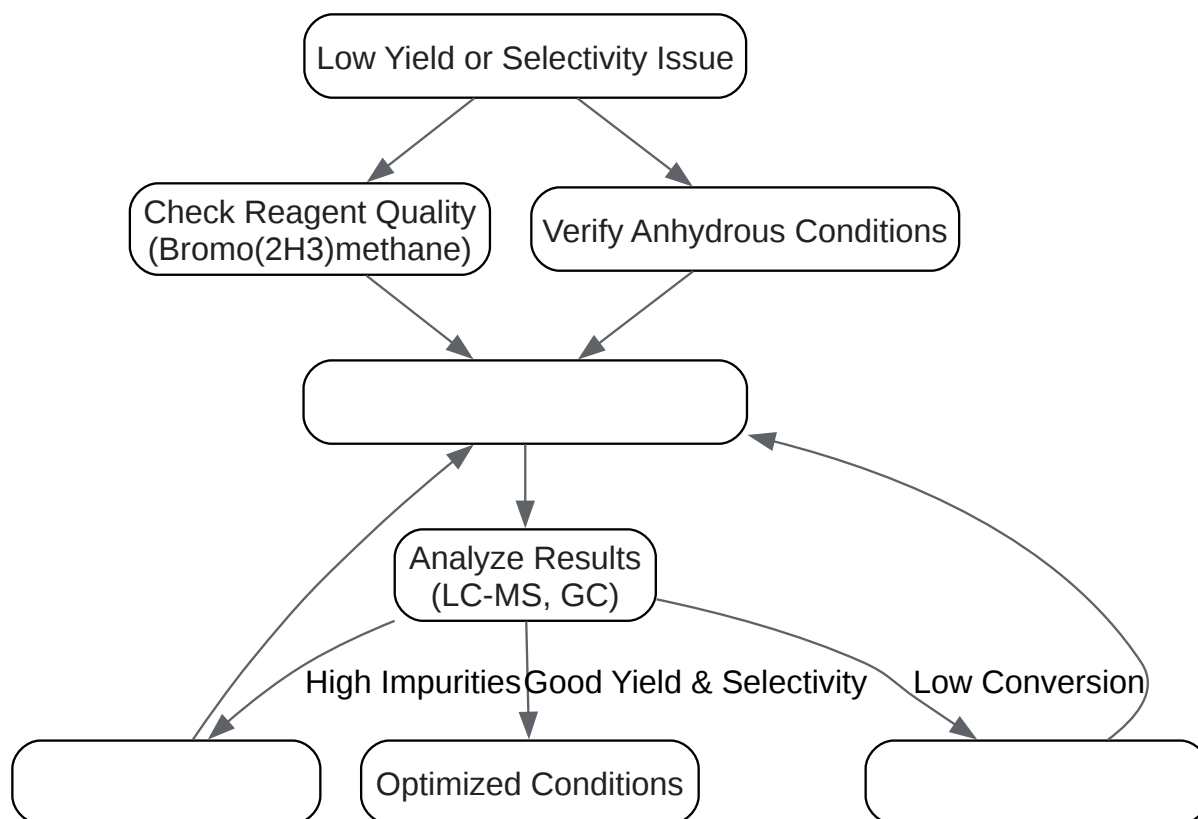 Low Yield or Selectivity Issue
Check Reagent Quality
(Bromo(2H3)methane)
Verify Anhydrous Conditions
Analyze Results
(LC-MS, GC)
High Impurities
Good Yield & Selectivity
Low Conversion
Optimized Conditions